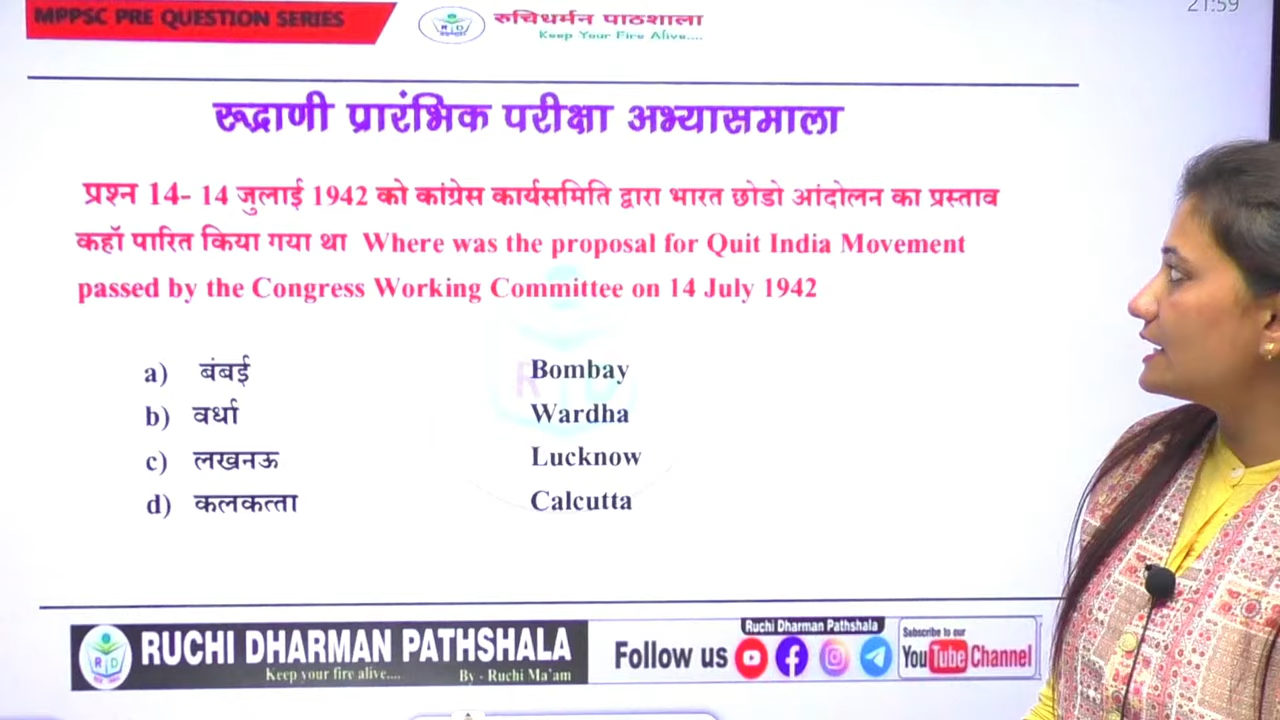 MPPSC PRE QUESTION SERIES
RD
रुचिधर्मन पाठशाला
Keep Your Fire Alive....
21:59
रूद्राणी प्रारंभिक परीक्षा अभ्यासमाला
प्रश्न 14- 14 जुलाई 1942 को कांग्रेस कार्यसमिति द्वारा भारत छोडो आंदोलन का प्रस्ताव
कहॉ पारित किया गया था Where was the proposal for Quit India Movement
passed by the Congress Working Committee on 14 July 1942
a) बंबई Bombay
b) वर्धा Wardha
c) लखनऊ Lucknow
d) कलकत्ता Calcutta
RD
RUCHI DHARMAN PATHSHALA
Keep your fire alive.... By - Ruchi Ma'am
Follow us
Ruchi Dharman Pathshala
Subscribe to our
YouTube Channel